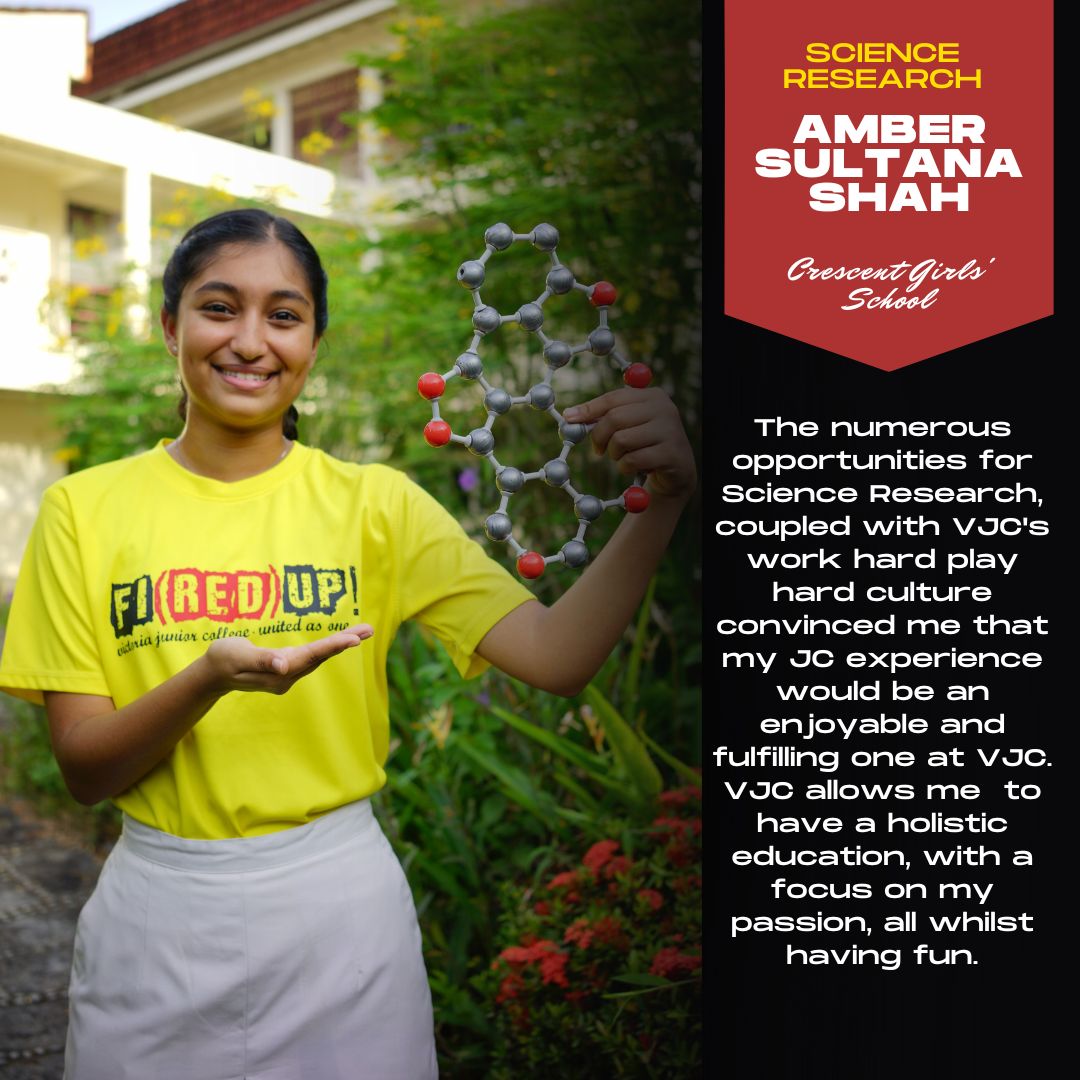 SCIENCE
RESEARCH
AMBER
SULTANA
SHAH
Crescent Girls'
School
The numerous
opportunities for
Science Research,
coupled with VJC's
work hard play
hard culture
convinced me that
my JC experience
would be an
enjoyable and
fulfilling one at VJC.
VJC allows me  to
have a holistic
education, with a
focus on my
passion, all whilst
having fun.
FI(RED)UP!
victoria junior college · united as one